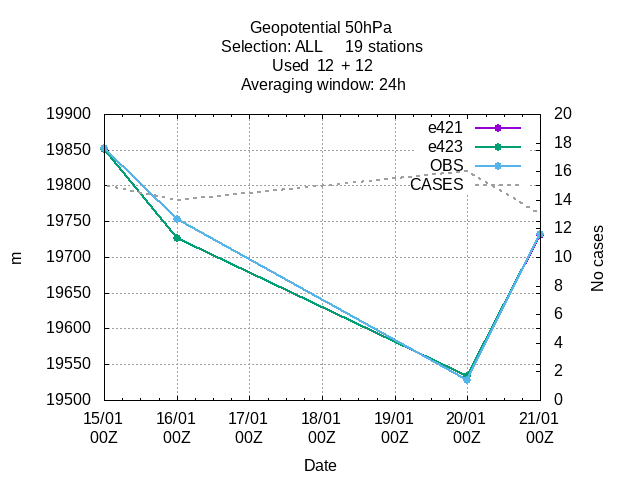 Geopotential 50hPa
Selection: ALL     19 stations
Used  12  + 12
Averaging window: 24h
19900
19850
19800
19750
19700
19650
19600
19550
19500
20
18
16
14
12
10
8
6
4
2
0
e421
e423
OBS
CASES
m
No cases
15/01 16/01 17/01 18/01 19/01 20/01 21/01
00Z 00Z 00Z 00Z 00Z 00Z 00Z
Date